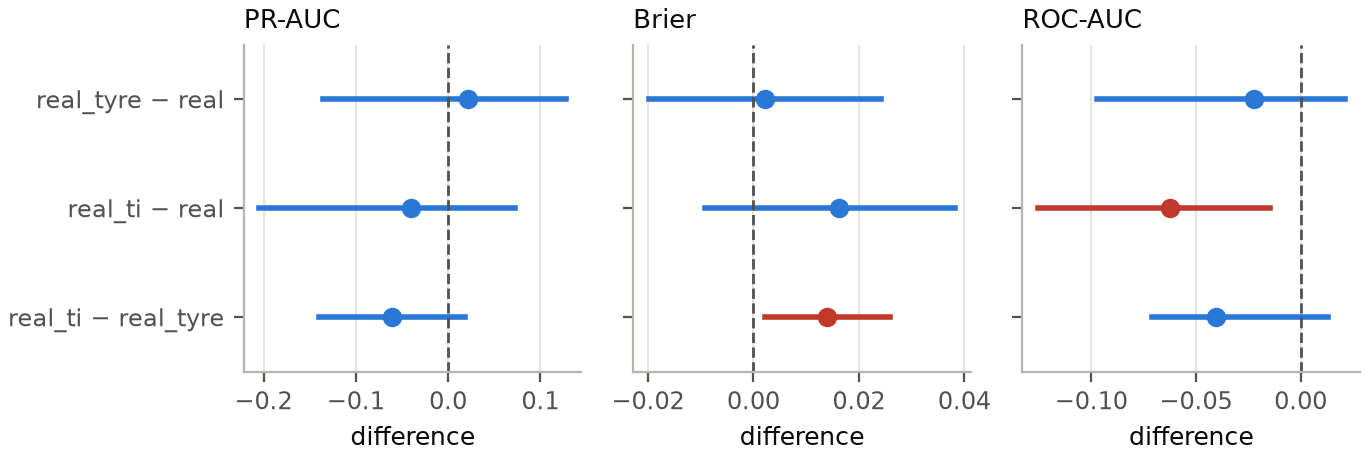 PR-AUC
Brier
ROC-AUC
real_tyre − real
real_ti − real
real_ti − real_tyre
−0.2 −0.1 0.0 0.1
−0.02 0.00 0.02 0.04
−0.10 −0.05 0.00
difference
difference
difference